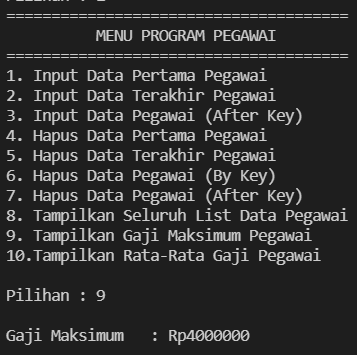 ======================================
MENU PROGRAM PEGAWAI
======================================
1. Input Data Pertama Pegawai
2. Input Data Terakhir Pegawai
3. Input Data Pegawai (After Key)
4. Hapus Data Pertama Pegawai
5. Hapus Data Terakhir Pegawai
6. Hapus Data Pegawai (By Key)
7. Hapus Data Pegawai (After Key)
8. Tampilkan Seluruh List Data Pegawai
9. Tampilkan Gaji Maksimum Pegawai
10.Tampilkan Rata-Rata Gaji Pegawai
Pilihan : 9
Gaji Maksimum   : Rp4000000